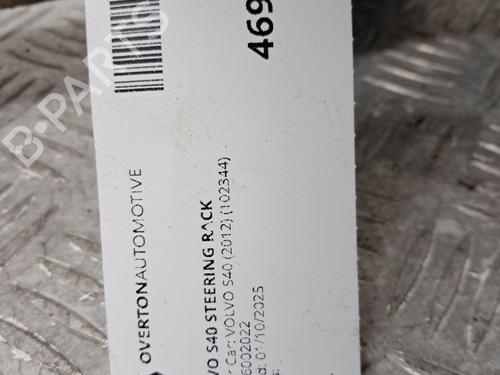 469
OVERTONAUTOMOTIVE
VO S40 STEERING RACK
Car: VOLVO S40 (2012) (102344)
6002022
d: 01/10/2025
B-PARTS